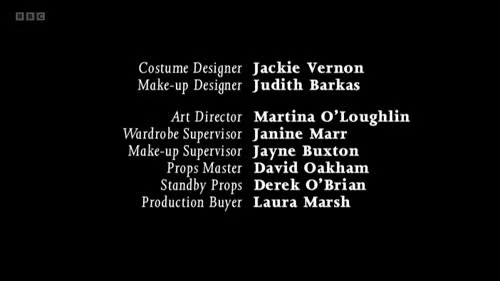 BBC
Costume Designer Jackie Vernon
Make-up Designer Judith Barkas
Art Director Martina O'Loughlin
Wardrobe Supervisor Janine Marr
Make-up Supervisor Jayne Buxton
Props Master David Oakham
Standby Props Derek O'Brian
Production Buyer Laura Marsh